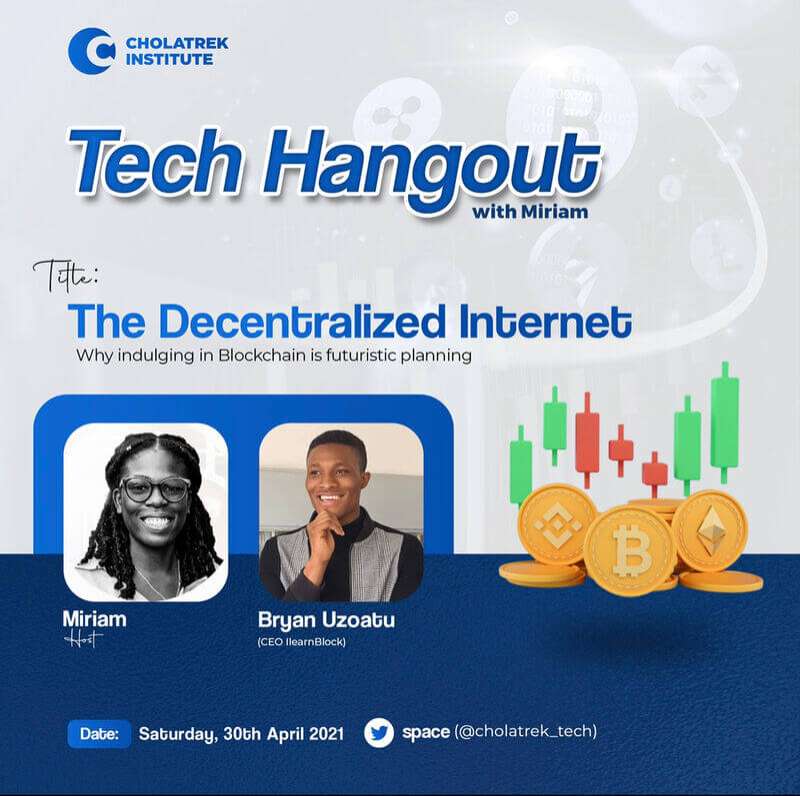 CHOLATREK
INSTITUTE
Tech Hangout
with Miriam
Title:
The Decentralized Internet
Why indulging in Blockchain is futuristic planning
Miriam
Host
Bryan Uzoatu
(CEO IlearnBlock)
Date: Saturday, 30th April 2021 space (@cholatrek_tech)